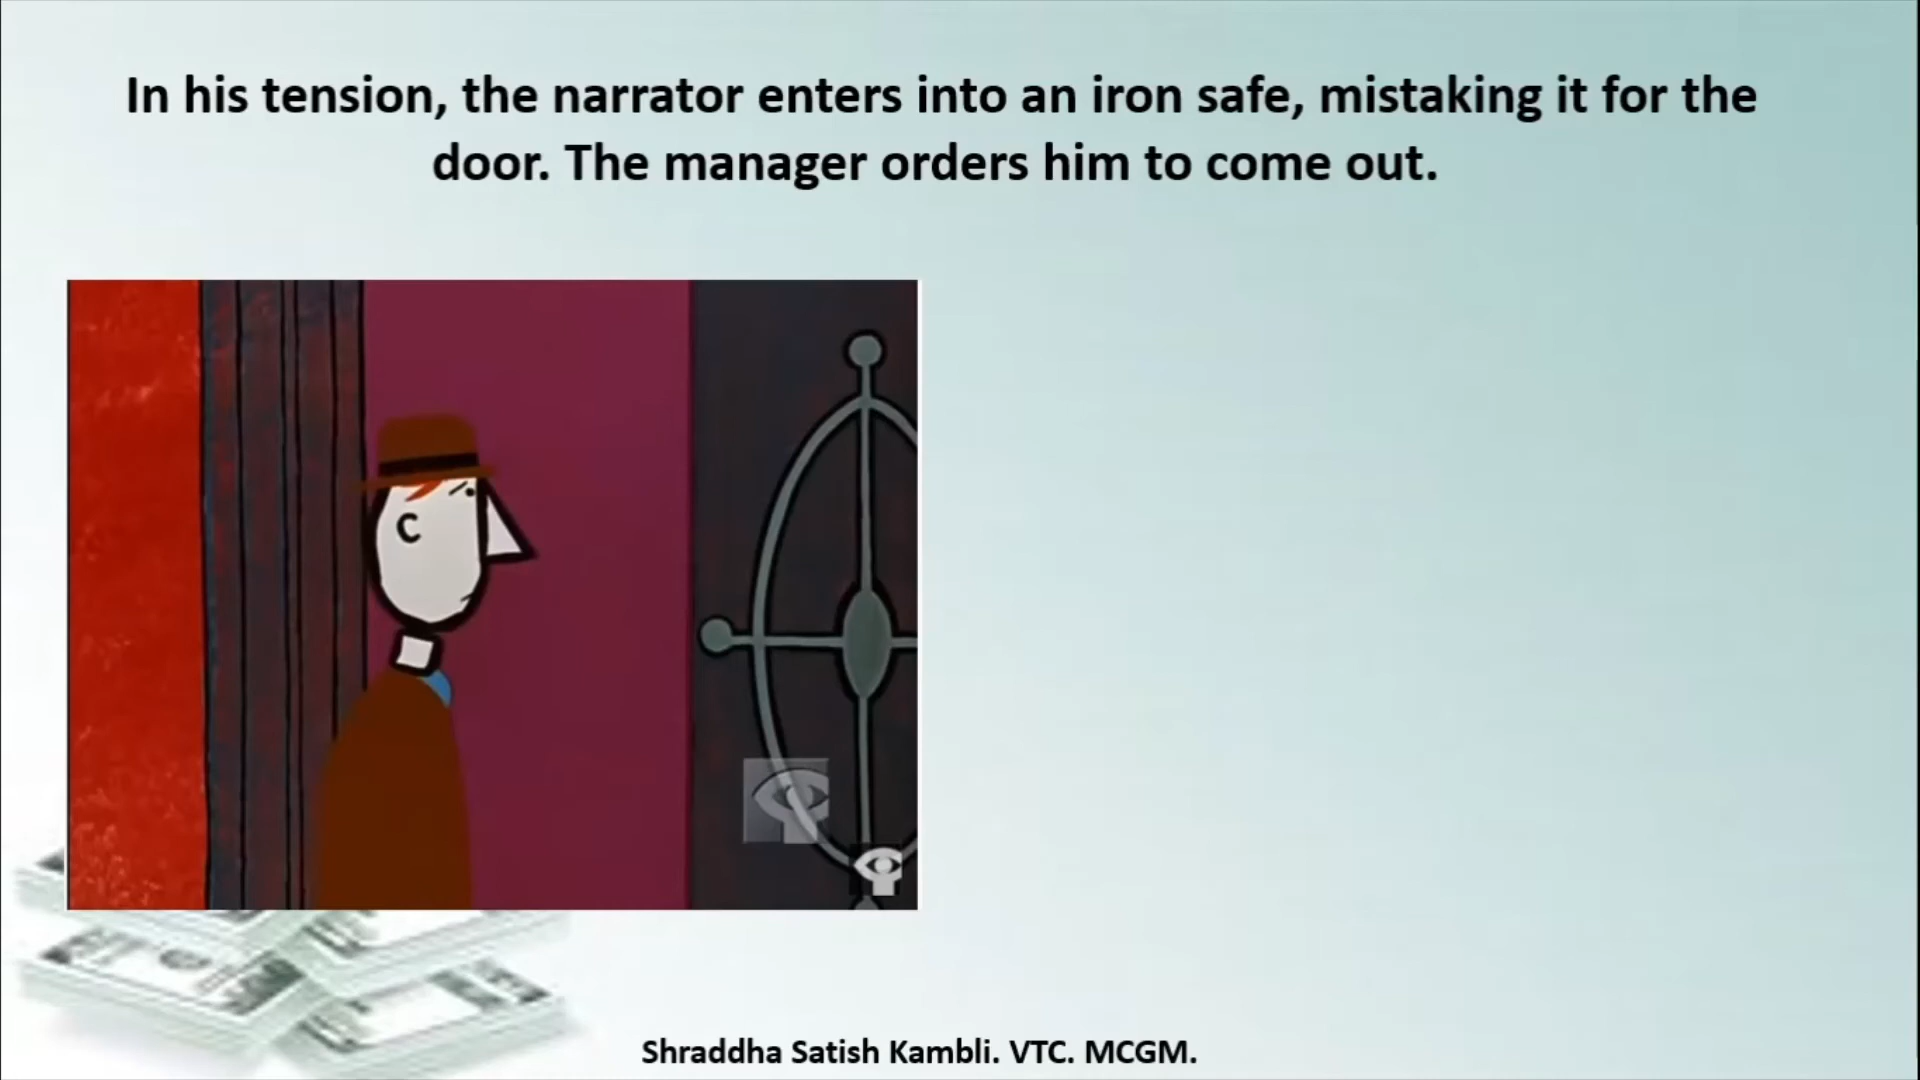 In his tension, the narrator enters into an iron safe, mistaking it for the
door. The manager orders him to come out.
Shraddha Satish Kambli. VTC. MCGM.